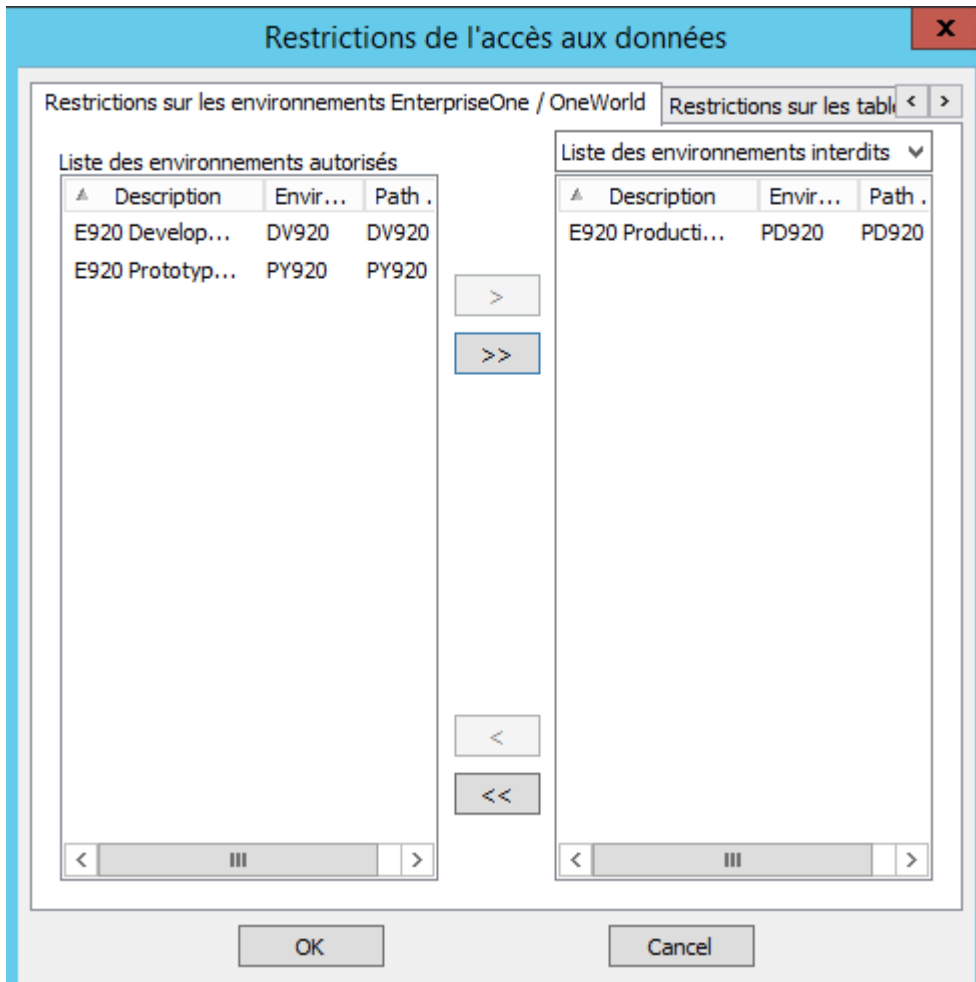 Restrictions de l'accès aux données
x
Restrictions sur les environnements EnterpriseOne / OneWorld
Restrictions sur les tabl
< >
Liste des environnements autorisés
Description Envir... Path .
E920 Develop... DV920 DV920
E920 Prototyp... PY920 PY920
>
>>
<
<<
Liste des environnements interdits
Description Envir... Path .
E920 Producti... PD920 PD920
OK Cancel